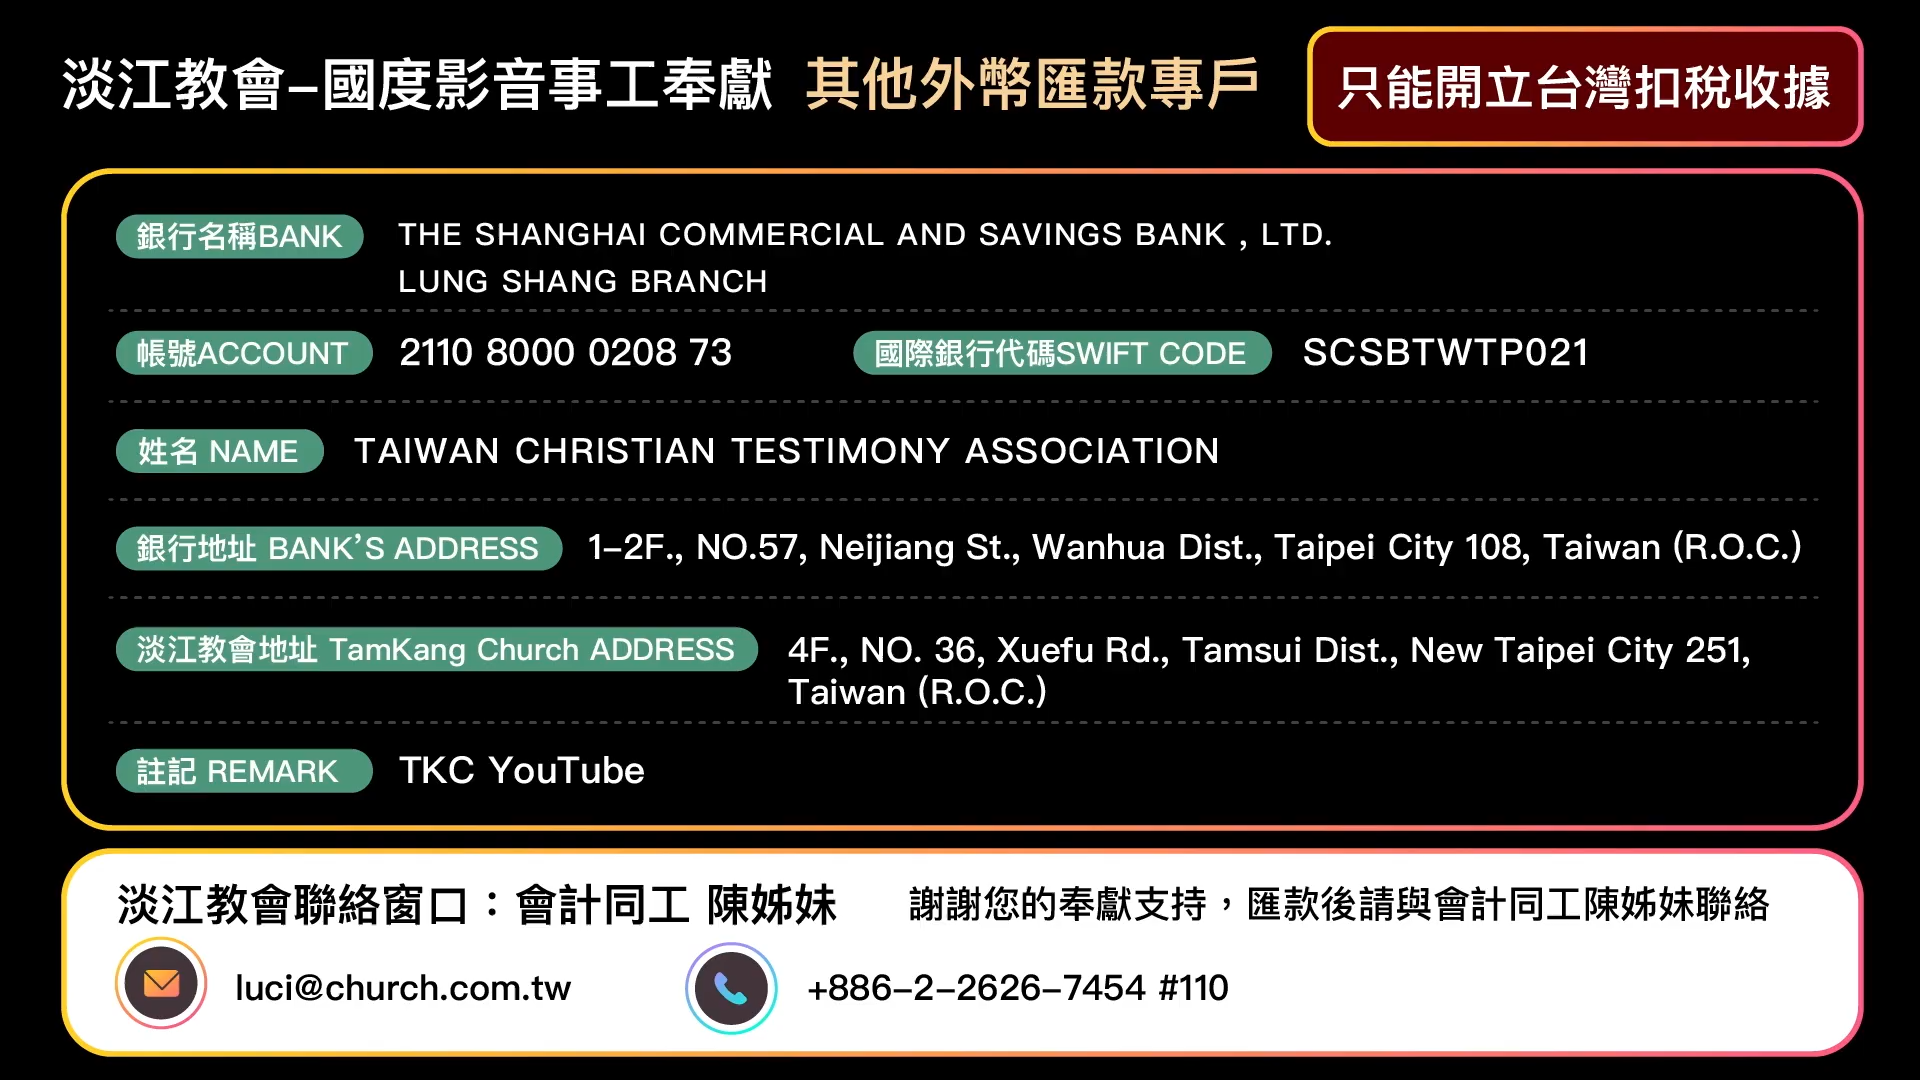 淡江教會–國度影音事工奉獻 其他外幣匯款專戶
只能開立台灣扣稅收據
銀行名稱BANK THE SHANGHAI COMMERCIAL AND SAVINGS BANK , LTD.
LUNG SHANG BRANCH
帳號ACCOUNT 2110 8000 0208 73 國際銀行代碼SWIFT CODE SCSBTWTP021
姓名 NAME TAIWAN CHRISTIAN TESTIMONY ASSOCIATION
銀行地址 BANK’S ADDRESS 1–2F., NO.57, Neijiang St., Wanhua Dist., Taipei City 108, Taiwan (R.O.C.)
淡江教會地址 TamKang Church ADDRESS 4F., NO. 36, Xuefu Rd., Tamsui Dist., New Taipei City 251,
Taiwan (R.O.C.)
註記 REMARK TKC YouTube
淡江教會聯絡窗口：會計同工 陳姊妹 謝謝您的奉獻支持，匯款後請與會計同工陳姊妹聯絡
luci@church.com.tw +886–2–2626–7454 #110